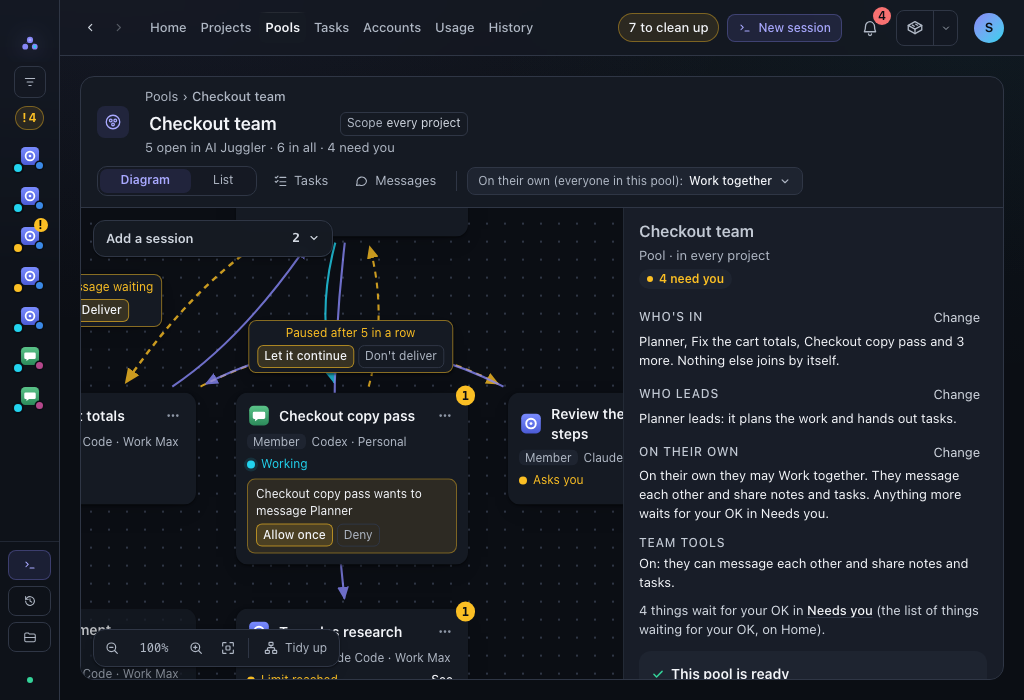 Home Projects Pools Tasks Accounts Usage History
7 to clean up
New session
4
S
! 4
!
Pools › Checkout team
Checkout team
Scope every project
5 open in AI Juggler · 6 in all · 4 need you
Diagram
List
Tasks
Messages
On their own (everyone in this pool): Work together
Add a session 2
ssage waiting
Deliver
Paused after 5 in a row
Let it continue
Don't deliver
totals
Code · Work Max
1
Checkout copy pass
Member Codex · Personal
Working
Checkout copy pass wants to
message Planner
Allow once
Deny
Review the
steps
Member Claude
Asks you
1
research
de Code · Work Max
Limit reached
Code · Work Max
100%
Tidy up
Checkout team
Pool · in every project
4 need you
WHO'S IN
Change
Planner, Fix the cart totals, Checkout copy pass and 3
more. Nothing else joins by itself.
WHO LEADS
Change
Planner leads: it plans the work and hands out tasks.
ON THEIR OWN
Change
On their own they may Work together. They message
each other and share notes and tasks. Anything more
waits for your OK in Needs you.
TEAM TOOLS
On: they can message each other and share notes and
tasks.
4 things wait for your OK in Needs you (the list of things
waiting for your OK, on Home).
This pool is ready